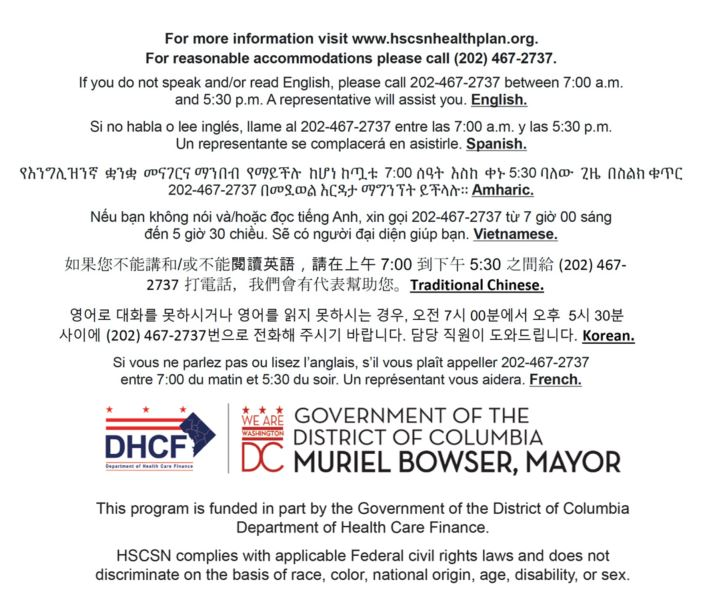 For more information visit www.hscsnhealthplan.org.
For reasonable accommodations please call (202) 467-2737.
If you do not speak and/or read English, please call 202-467-2737 between 7:00 a.m.
and 5:30 p.m. A representative will assist you. English.
Si no habla o lee inglés, llame al 202-467-2737 entre las 7:00 a.m. y las 5:30 p.m.
Un representante se complacerá en asistirle. Spanish.
የእንግሊዝኛ ቋንቋ መናገርና ማንበብ የማይችሉ ከሆነ ከጧቱ 7:00 ሰዓት እስከ ቀኑ 5:30 ባለው ጊዜ በስልክ ቁጥር
202-467-2737 በመደወል እርዳታ ማግንኘት ይችላሉ። Amharic.
Nếu bạn không nói và/hoặc đọc tiếng Anh, xin gọi 202-467-2737 từ 7 giờ 00 sáng
đến 5 giờ 30 chiều. Sẽ có người đại diện giúp bạn. Vietnamese.
如果您不能講和/或不能閱讀英語，請在上午 7:00 到下午 5:30 之間給 (202) 467-
2737 打電話，我們會有代表幫助您。Traditional Chinese.
영어로 대화를 못하시거나 영어를 읽지 못하시는 경우, 오전 7시 00분에서 오후 5시 30분
사이에 (202) 467-2737번으로 전화해 주시기 바랍니다. 담당 직원이 도와드립니다. Korean.
Si vous ne parlez pas ou lisez l'anglais, s'il vous plaît appeller 202-467-2737
entre 7:00 du matin et 5:30 du soir. Un représentant vous aidera. French.
DHCF
Department of Health Care Finance
WE ARE
WASHINGTON
DC
GOVERNMENT OF THE
DISTRICT OF COLUMBIA
MURIEL BOWSER, MAYOR
This program is funded in part by the Government of the District of Columbia
Department of Health Care Finance.
HSCSN complies with applicable Federal civil rights laws and does not
discriminate on the basis of race, color, national origin, age, disability, or sex.